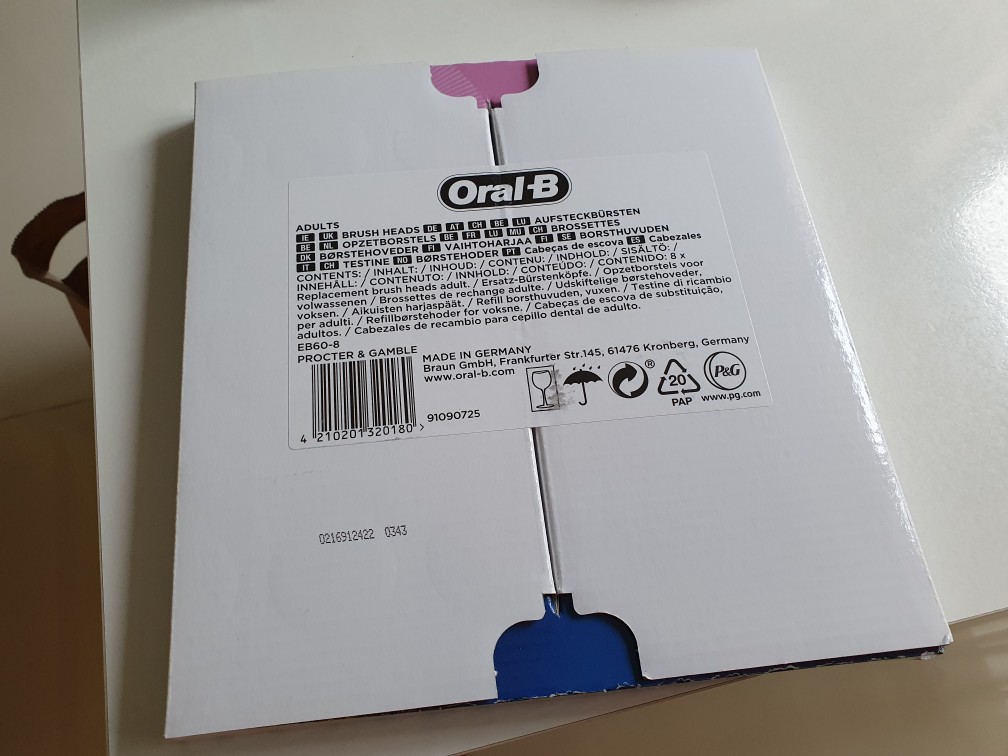 Oral-B
ADULTS
IE UK BRUSH HEADS DE AT CH BE LU AUFSTECKBÜRSTEN
BE NL OPZETBORSTELS BE FR LU MU CH BROSSETTES
DK BØRSTEHOVEDER FI VAIHTOHARJAA FI SE BORSTHUVUDEN
IT CH TESTINE NO BØRSTEHODER PT Cabeças de escova ES Cabezales
CONTENTS: / INHALT: / INHOUD: / CONTENU: / INDHOLD: / SISÄLTÖ: /
INNEHÅLL: / CONTENUTO: / INNHOLD: / CONTEÚDO: / CONTENIDO: 8 x
Replacement brush heads adult. / Ersatz-Bürstenköpfe. / Opzetborstels voor
volwassenen / Brossettes de rechange adulte. / Udskiftelige børstehoveder,
voksen. / Aikuisten harjaspäät. / Refill borsthuvuden, vuxen. / Testine di ricambio
per adulti. / Refillbørstehoder for voksne. / Cabeças de escova de substituição,
adultos. / Cabezales de recambio para cepillo dental de adulto.
EB60-8
PROCTER & GAMBLE
MADE IN GERMANY
Braun GmbH, Frankfurter Str.145, 61476 Kronberg, Germany
www.oral-b.com
®
20
PAP
P&G
www.pg.com
91090725
4 210201 320180 >
0216912422 0343